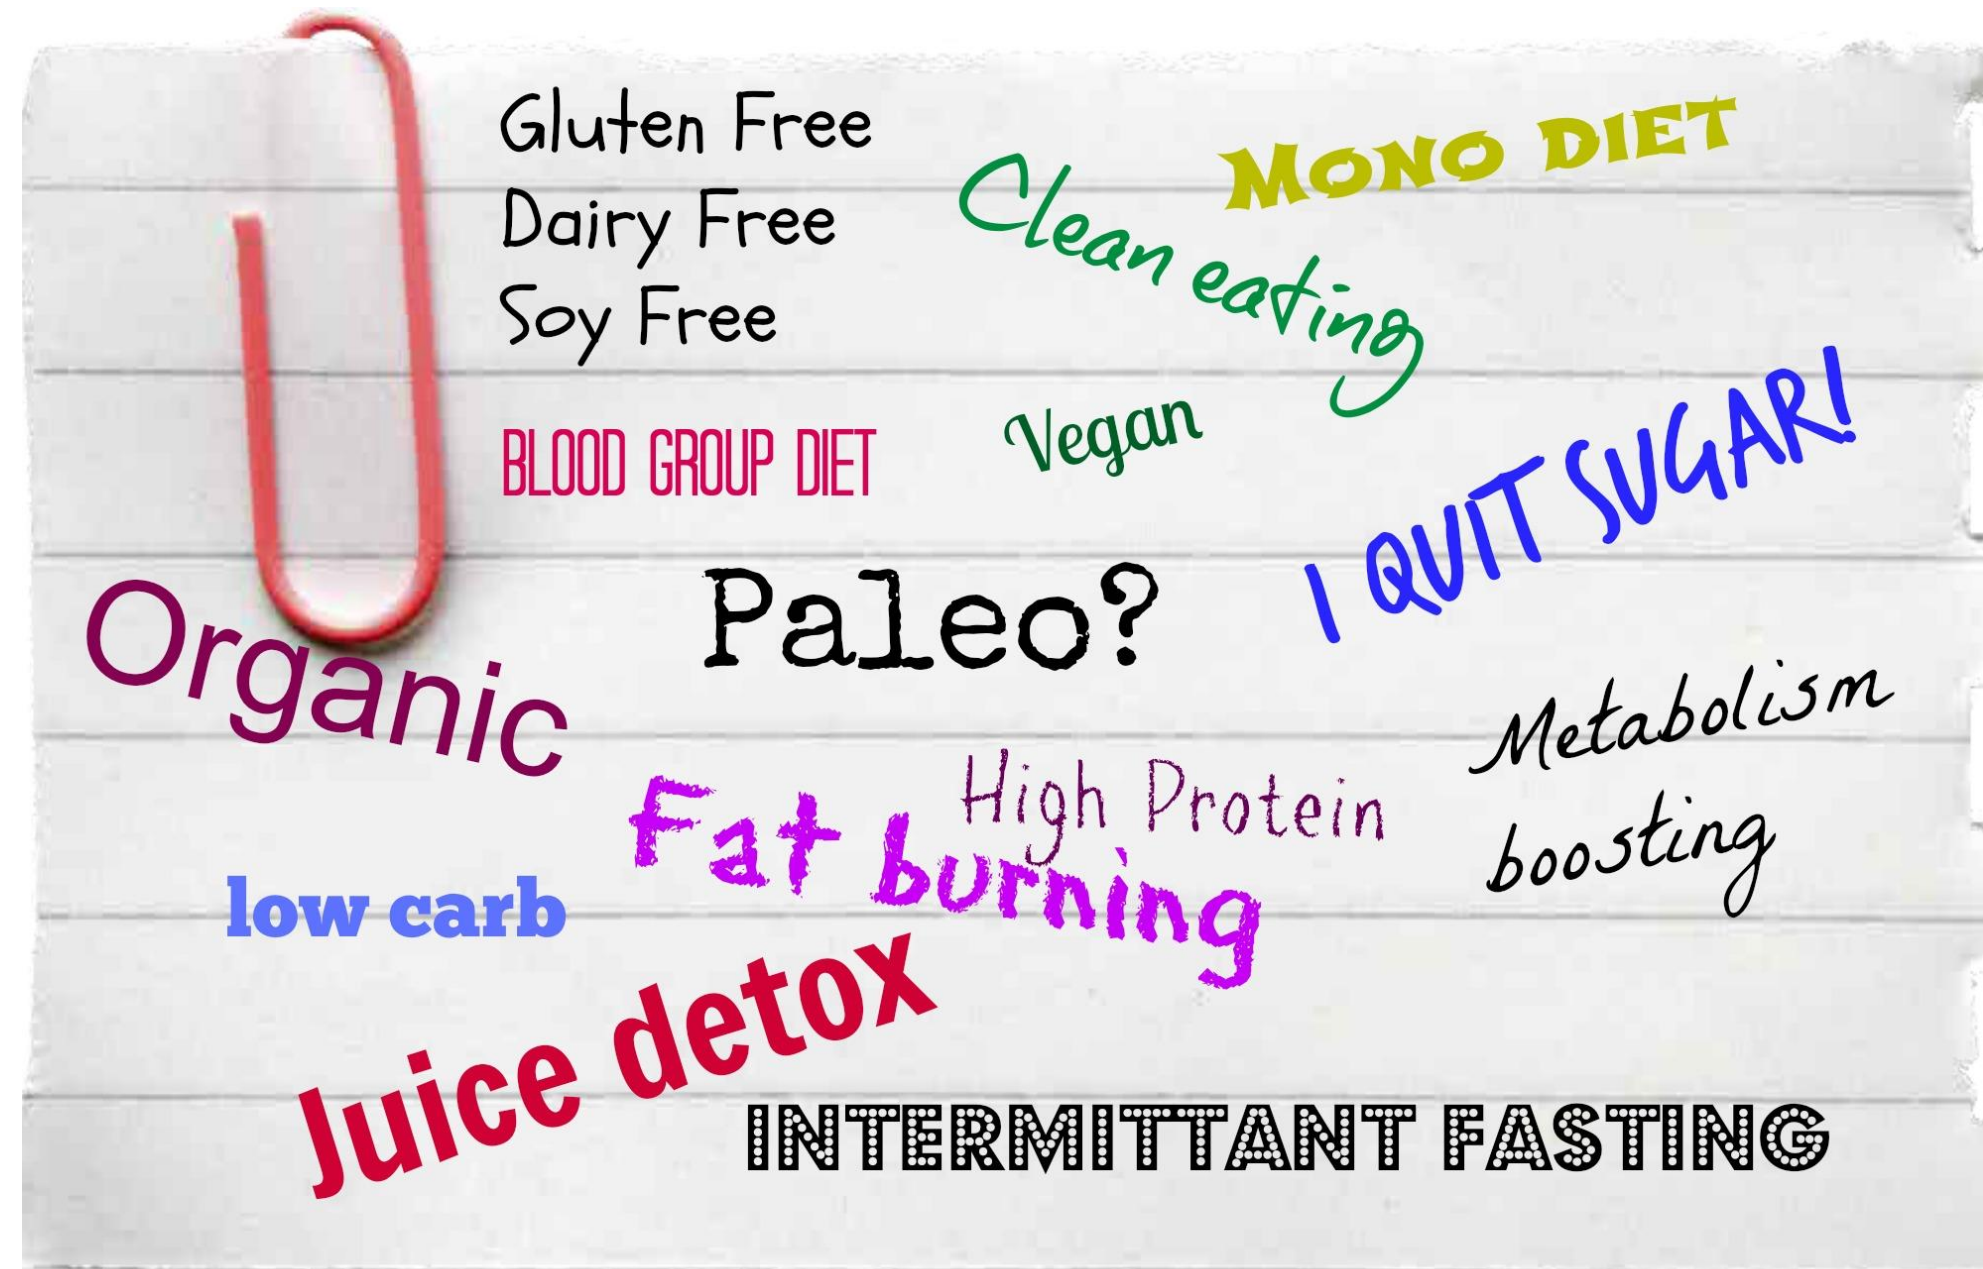 Gluten Free
Dairy Free
Soy Free
MONO DIET
Clean eating
BLOOD GROUP DIET
Vegan
I QUIT SUGAR!
Paleo?
Organic
Metabolism
boosting
High Protein
Fat burning
low carb
Juice detox
INTERMITTANT FASTING